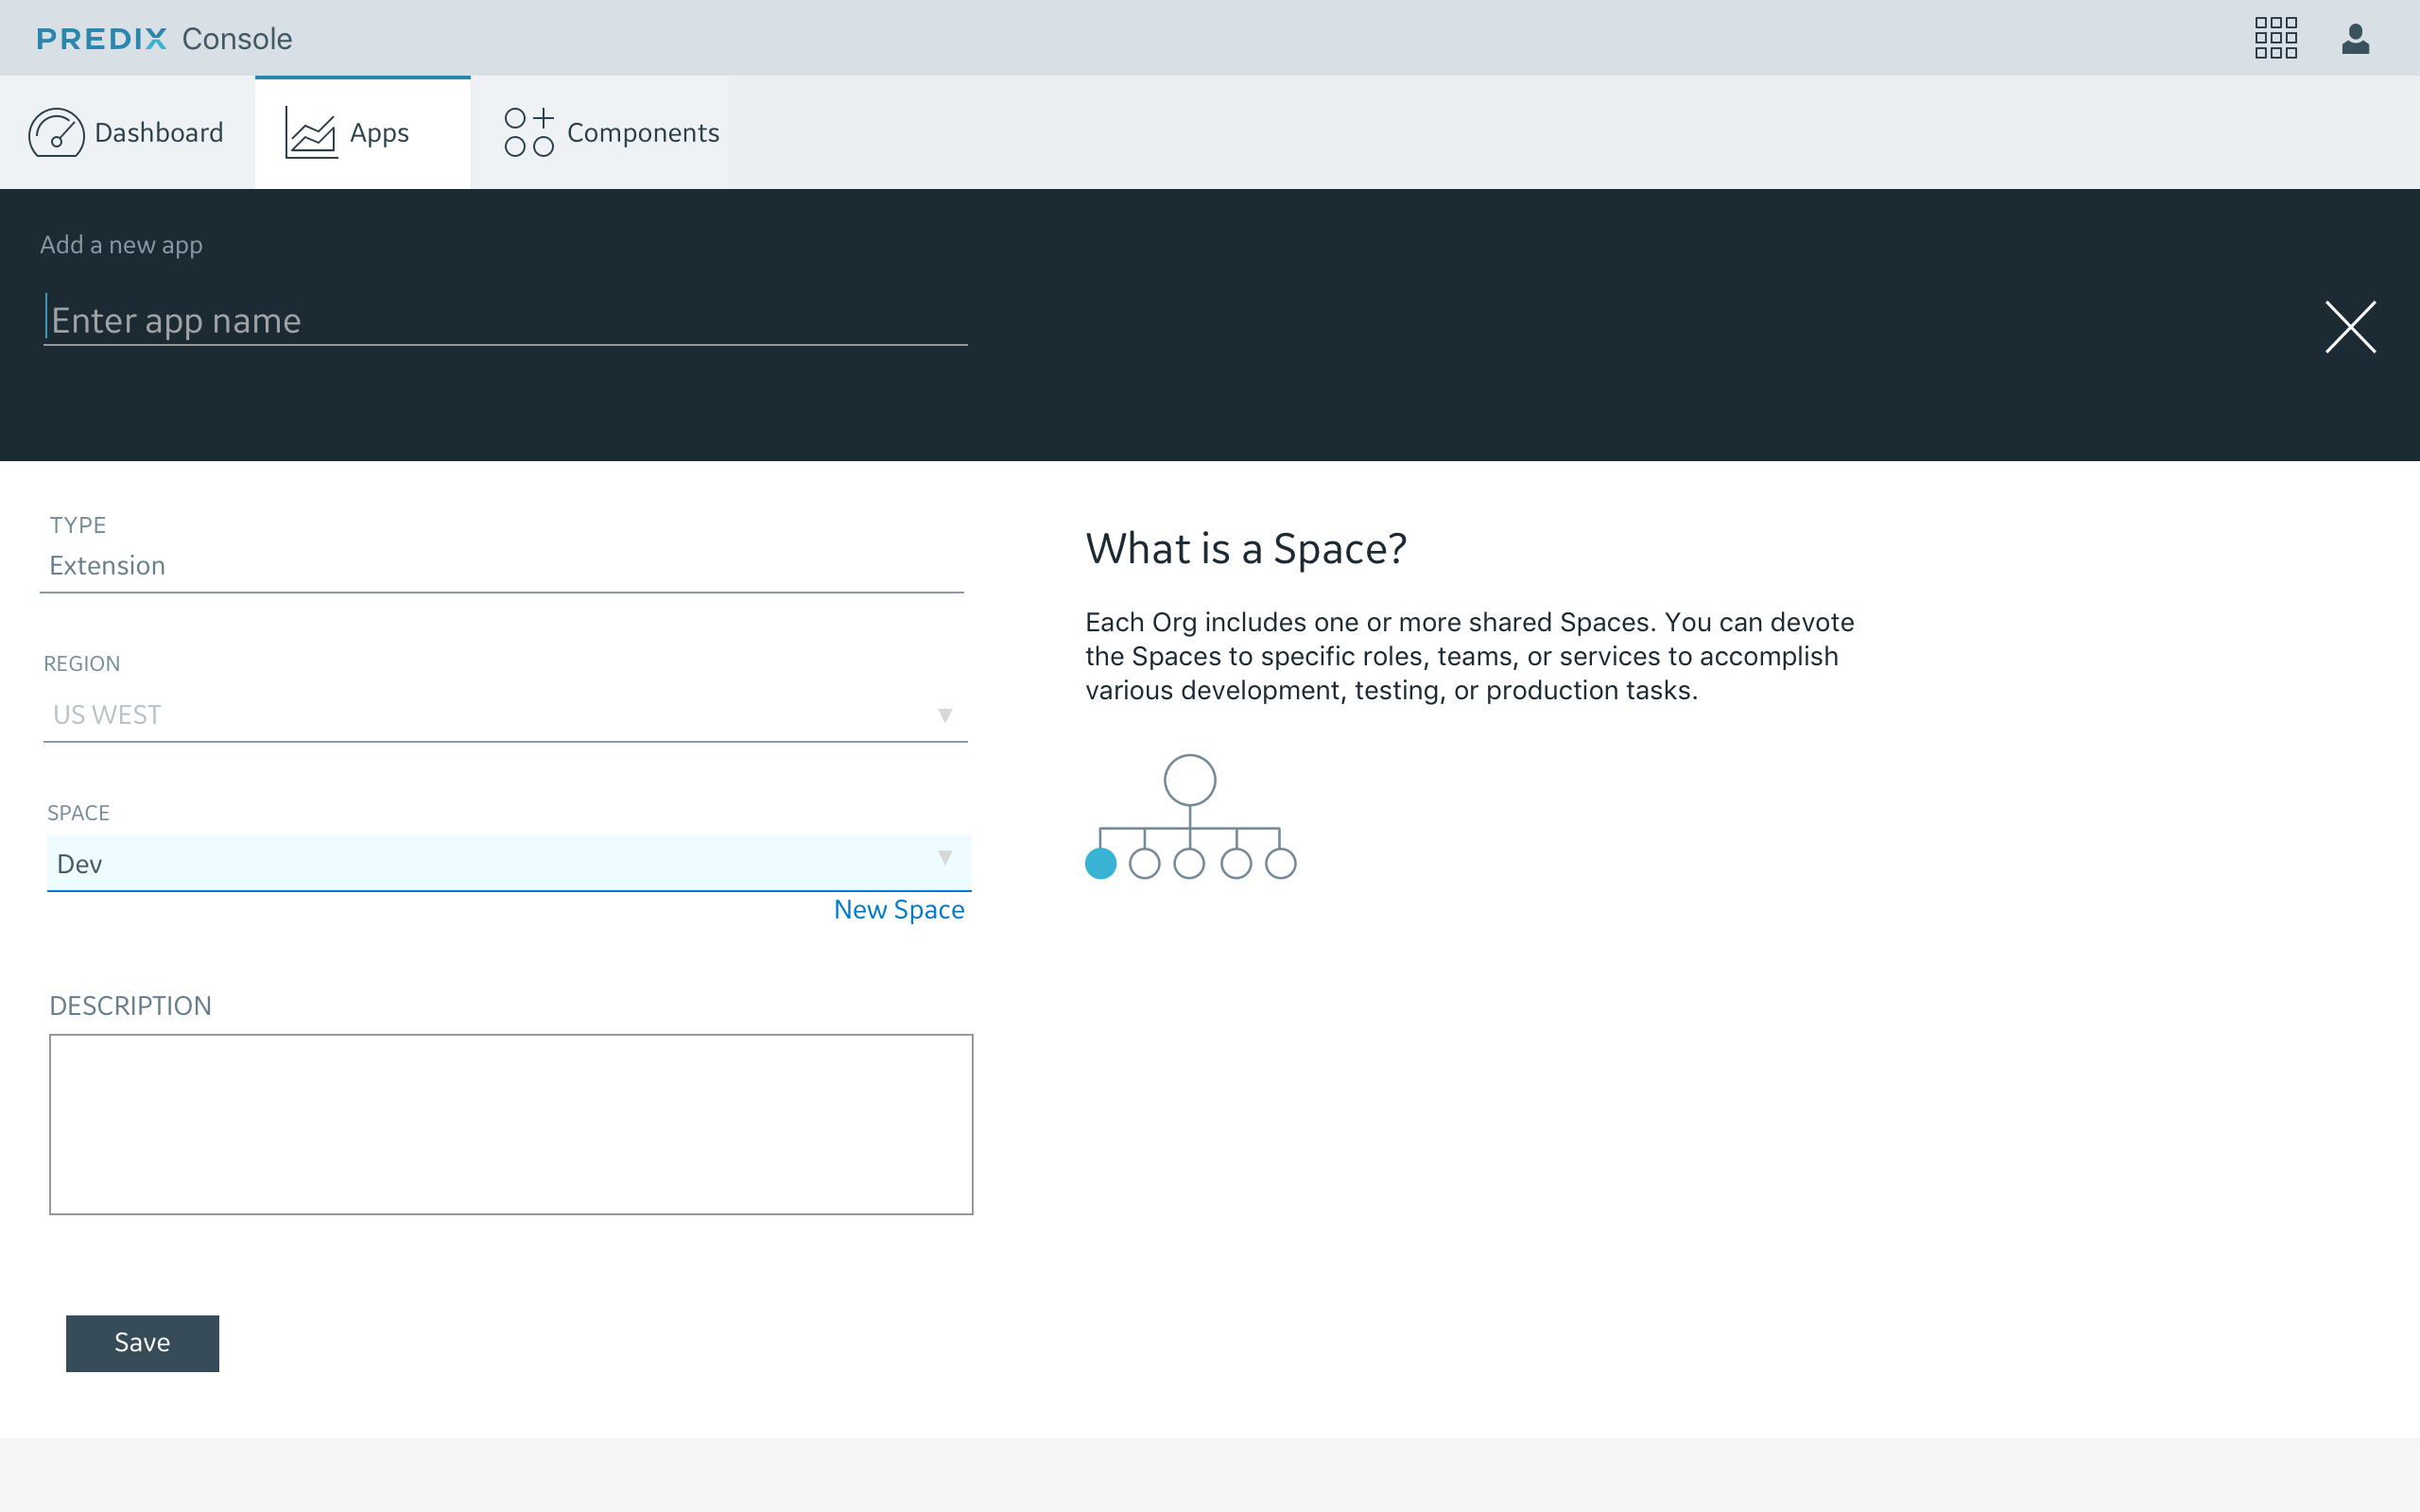 PREDIX Console
Dashboard
Apps
Components
Add a new app
Enter app name
TYPE
Extension
REGION
US WEST
SPACE
Dev
New Space
DESCRIPTION
Save
What is a Space?
Each Org includes one or more shared Spaces. You can devote
the Spaces to specific roles, teams, or services to accomplish
various development, testing, or production tasks.